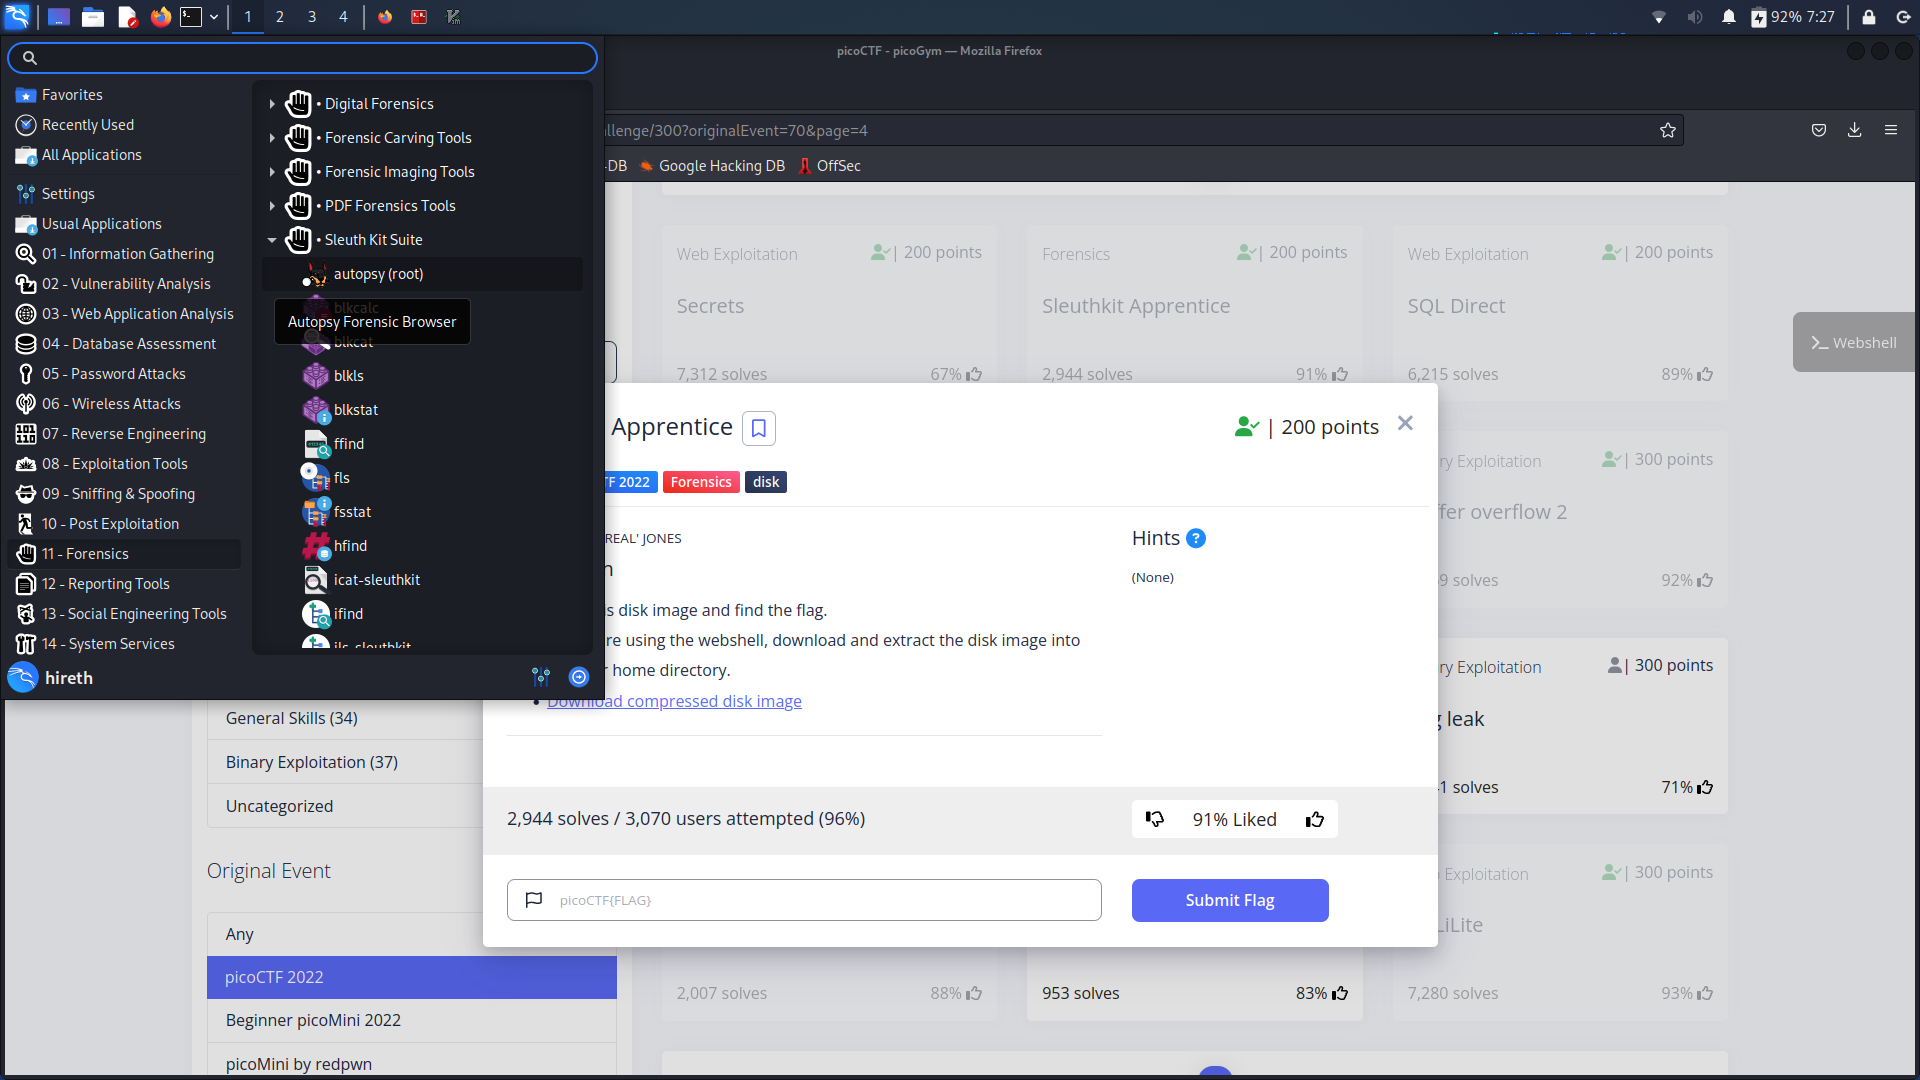 1 2 3 4
92% 7:27
picoCTF - picoGym — Mozilla Firefox
Favorites
Recently Used
All Applications
Settings
Usual Applications
01 - Information Gathering
02 - Vulnerability Analysis
03 - Web Application Analysis
04 - Database Assessment
05 - Password Attacks
06 - Wireless Attacks
07 - Reverse Engineering
08 - Exploitation Tools
09 - Sniffing & Spoofing
10 - Post Exploitation
11 - Forensics
12 - Reporting Tools
13 - Social Engineering Tools
14 - System Services
hireth
• Digital Forensics
• Forensic Carving Tools
• Forensic Imaging Tools
• PDF Forensics Tools
• Sleuth Kit Suite
autopsy (root)
blkcalc
Autopsy Forensic Browser
blkcat
blkls
blkstat
ffind
fls
fsstat
hfind
icat-sleuthkit
ifind
ils-sleuthkit
llenge/300?originalEvent=70&page=4
-DB
Google Hacking DB
OffSec
Web Exploitation
| 200 points
Secrets
7,312 solves
67%
Forensics
| 200 points
Sleuthkit Apprentice
2,944 solves
91%
Web Exploitation
| 200 points
SQL Direct
6,215 solves
89%
Webshell
Apprentice
| 200 points
TF 2022
Forensics
disk
REAL' JONES
n
s disk image and find the flag.
re using the webshell, download and extract the disk image into
r home directory.
• Download compressed disk image
Hints ?
(None)
2,944 solves / 3,070 users attempted (96%)
91% Liked
picoCTF{FLAG}
Submit Flag
ry Exploitation
| 300 points
ffer overflow 2
9 solves
92%
ry Exploitation
| 300 points
g leak
1 solves
71%
Exploitation
| 300 points
LiLite
2,007 solves
88%
953 solves
83%
7,280 solves
93%
General Skills (34)
Binary Exploitation (37)
Uncategorized
Original Event
Any
picoCTF 2022
Beginner picoMini 2022
picoMini by redpwn